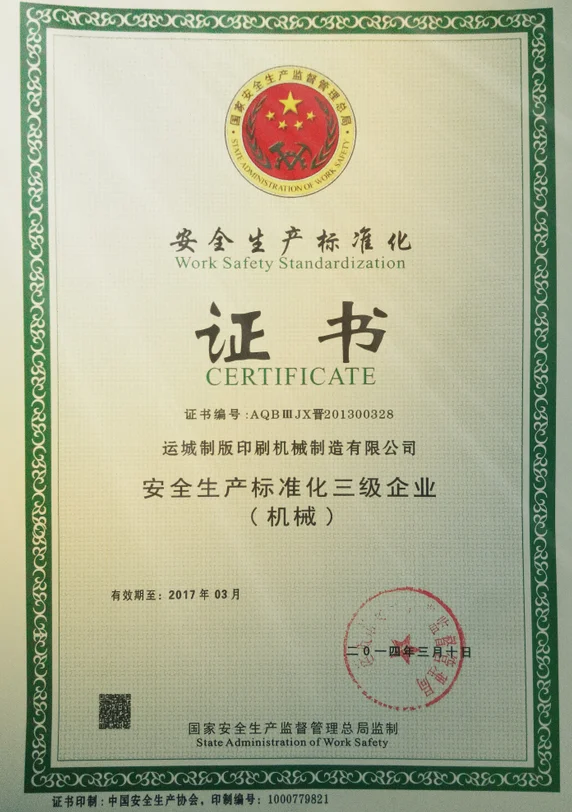 国家安全生产监督管理总局
STATE ADMINISTRATION OF WORK SAFETY
安全生产标准化
Work Safety Standardization
证书
CERTIFICATE
证书编号:AQBⅢJX晋201300328
运城制版印刷机械制造有限公司
安全生产标准化三级企业
(机械)
有效期至: 2017 年 03月
二0一四年三月十日
国家安全生产监督管理总局监制
State Administration of Work Safety
证书印制:中国安全生产协会。印制编号: 1000779821